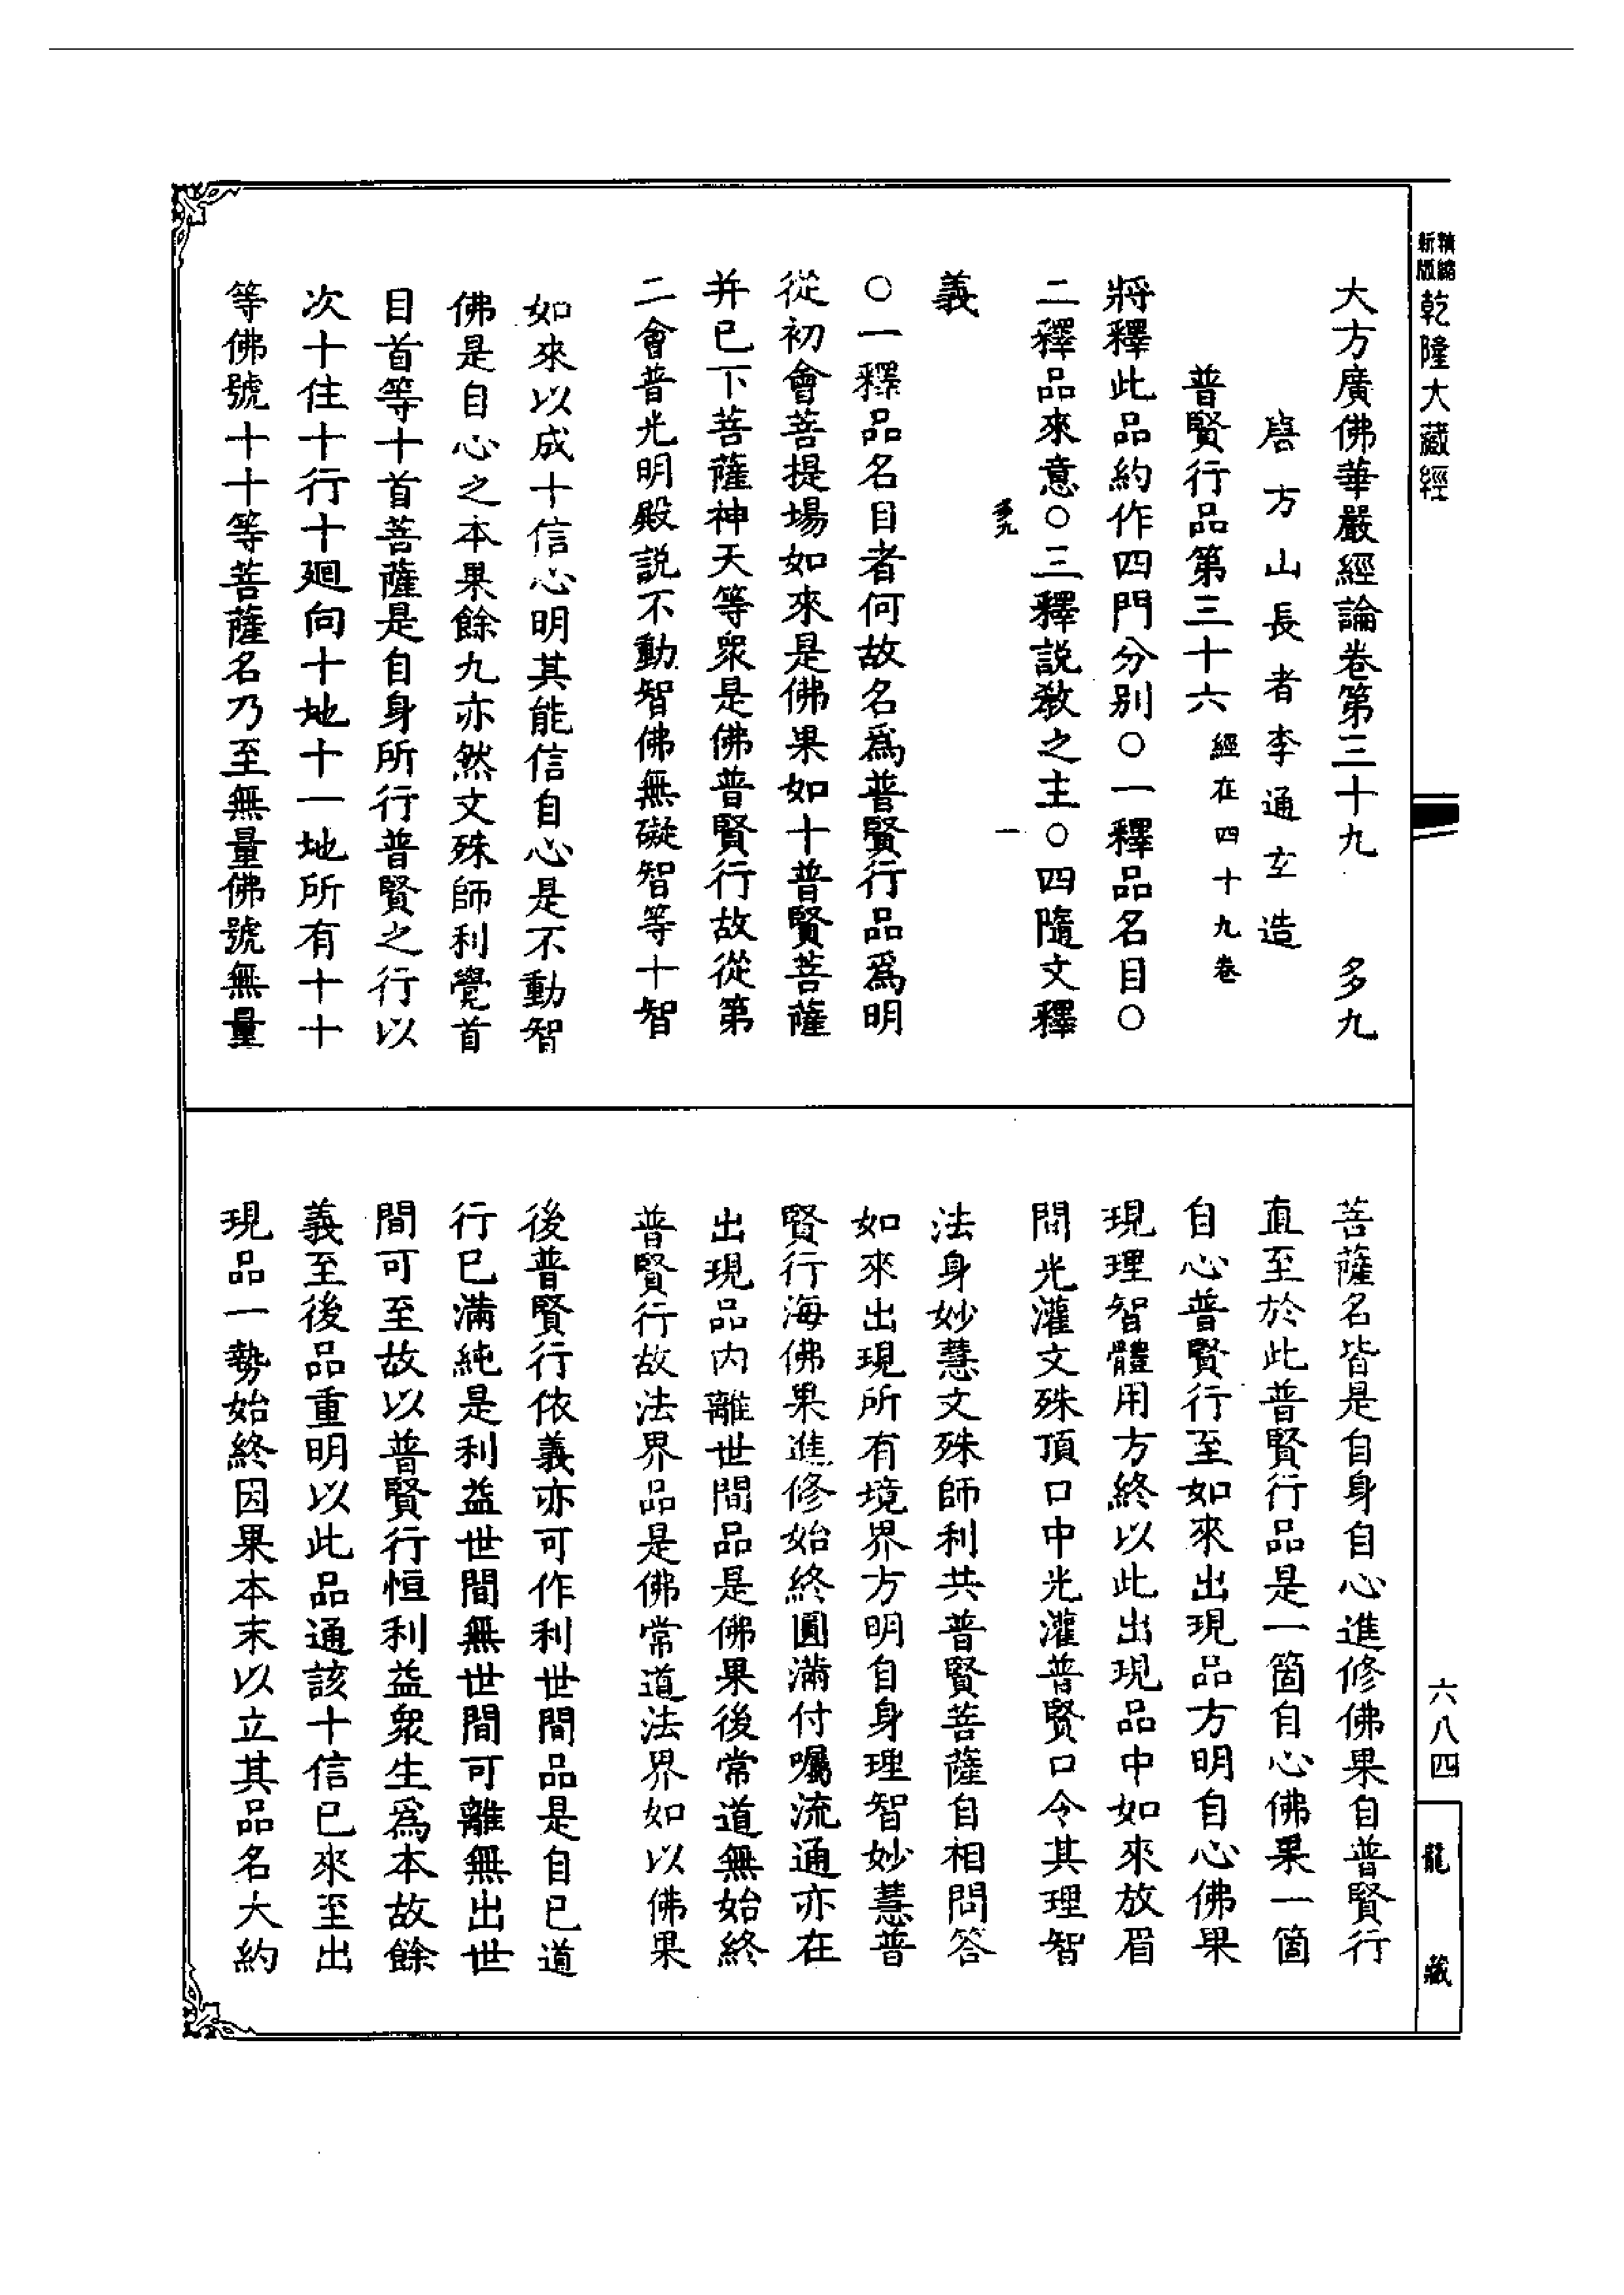 精縮
新版
乾隆大藏經
大方廣佛華嚴經論卷第三十九 多九
唐方山長者李通玄造
普賢行品第三十六 經在四十九卷
將釋此品約作四門分別○一釋品名目○
二釋品來意○三釋說教之主○四隨文釋
多九 一
義
○一釋品名目者何故名為普賢行品為明
從初會菩提場如來是佛果如十普賢菩薩
并已下菩薩神天等眾是佛普賢行故從第
二會普光明殿說不動智佛無礙智等十智
如來以成十信心明其能信自心是不動智
佛是自心之本果餘九亦然文殊師利覺首
目首等十首菩薩是自身所行普賢之行以
次十住十行十廻向十地十一地所有十十
等佛號十十等菩薩名乃至無量佛號無量
菩薩名皆是自身自心進修佛果自普賢行
直至於此普賢行品是一箇自心佛果一箇
自心普賢行至如來出現品方明自心佛果
現理智體用方終以此出現品中如來放眉
間光灌文殊頂口中光灌普賢口令其理智
法身妙慧文殊師利共普賢菩薩自相問答
如來出現所有境界方明自身理智妙慧普
賢行海佛果進修始終圓滿付囑流通亦在
出現品內離世間品是佛果後常道無始終
普賢行故法界品是佛常道法界如以佛果
後普賢行依義亦可作利世間品是自已道
行已滿純是利益世間無世間可離無出世
間可至故以普賢行恒利益眾生為本故餘
義至後品重明以此品通該十信已來至出
現品一勢始終因果本末以立其品名大約
六八四
龍藏